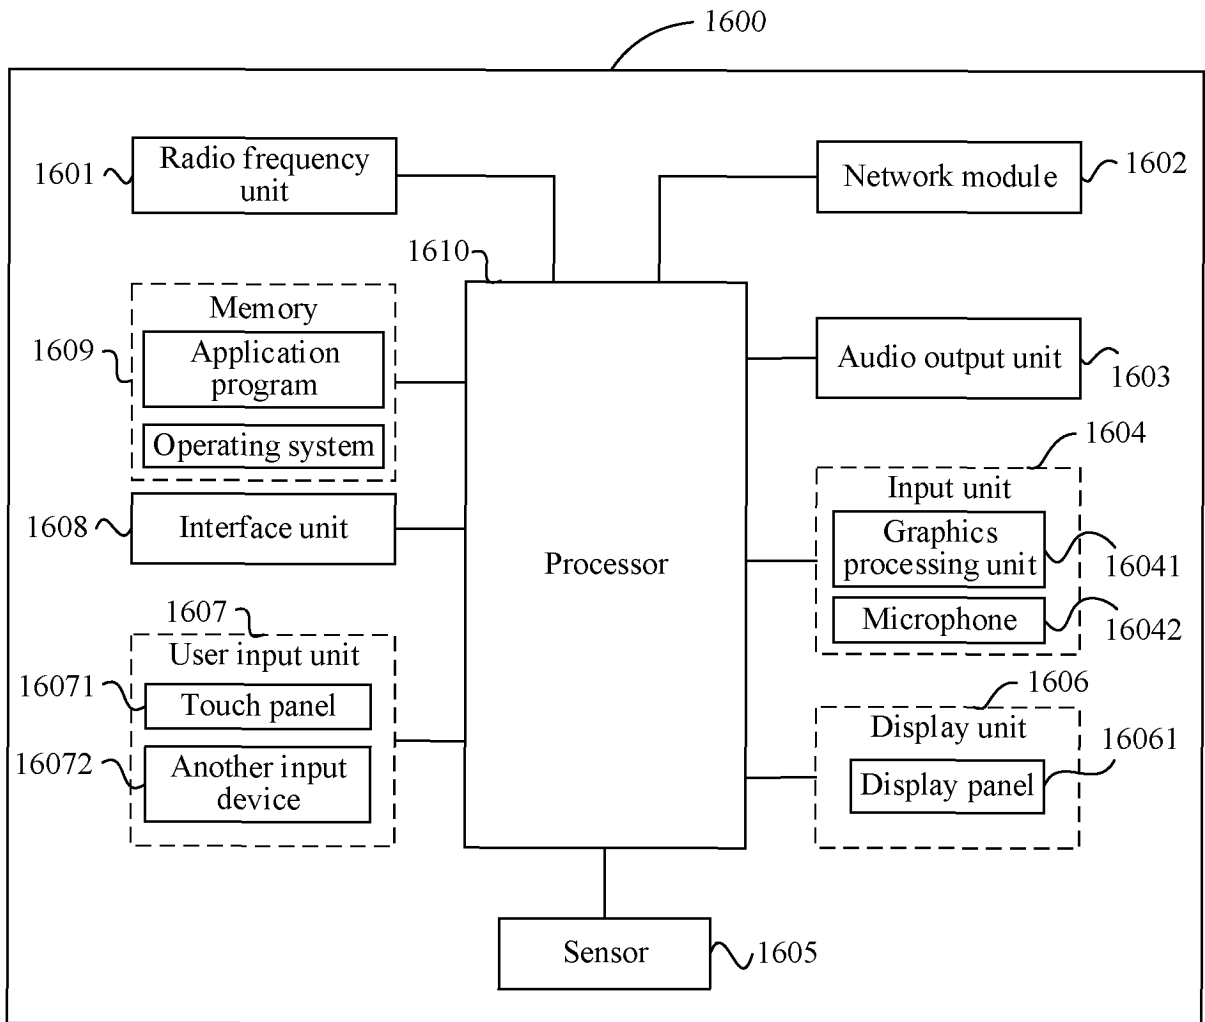 1600
1601
Radio frequency
unit
Network module
1602
1610
Memory
1609
Application
program
Operating system
Audio output unit
1603
1604
Input unit
Graphics
processing unit
16041
Microphone
16042
1608
Interface unit
Processor
1607
User input unit
16071
Touch panel
16072
Another input
device
1606
Display unit
16061
Display panel
Sensor
1605